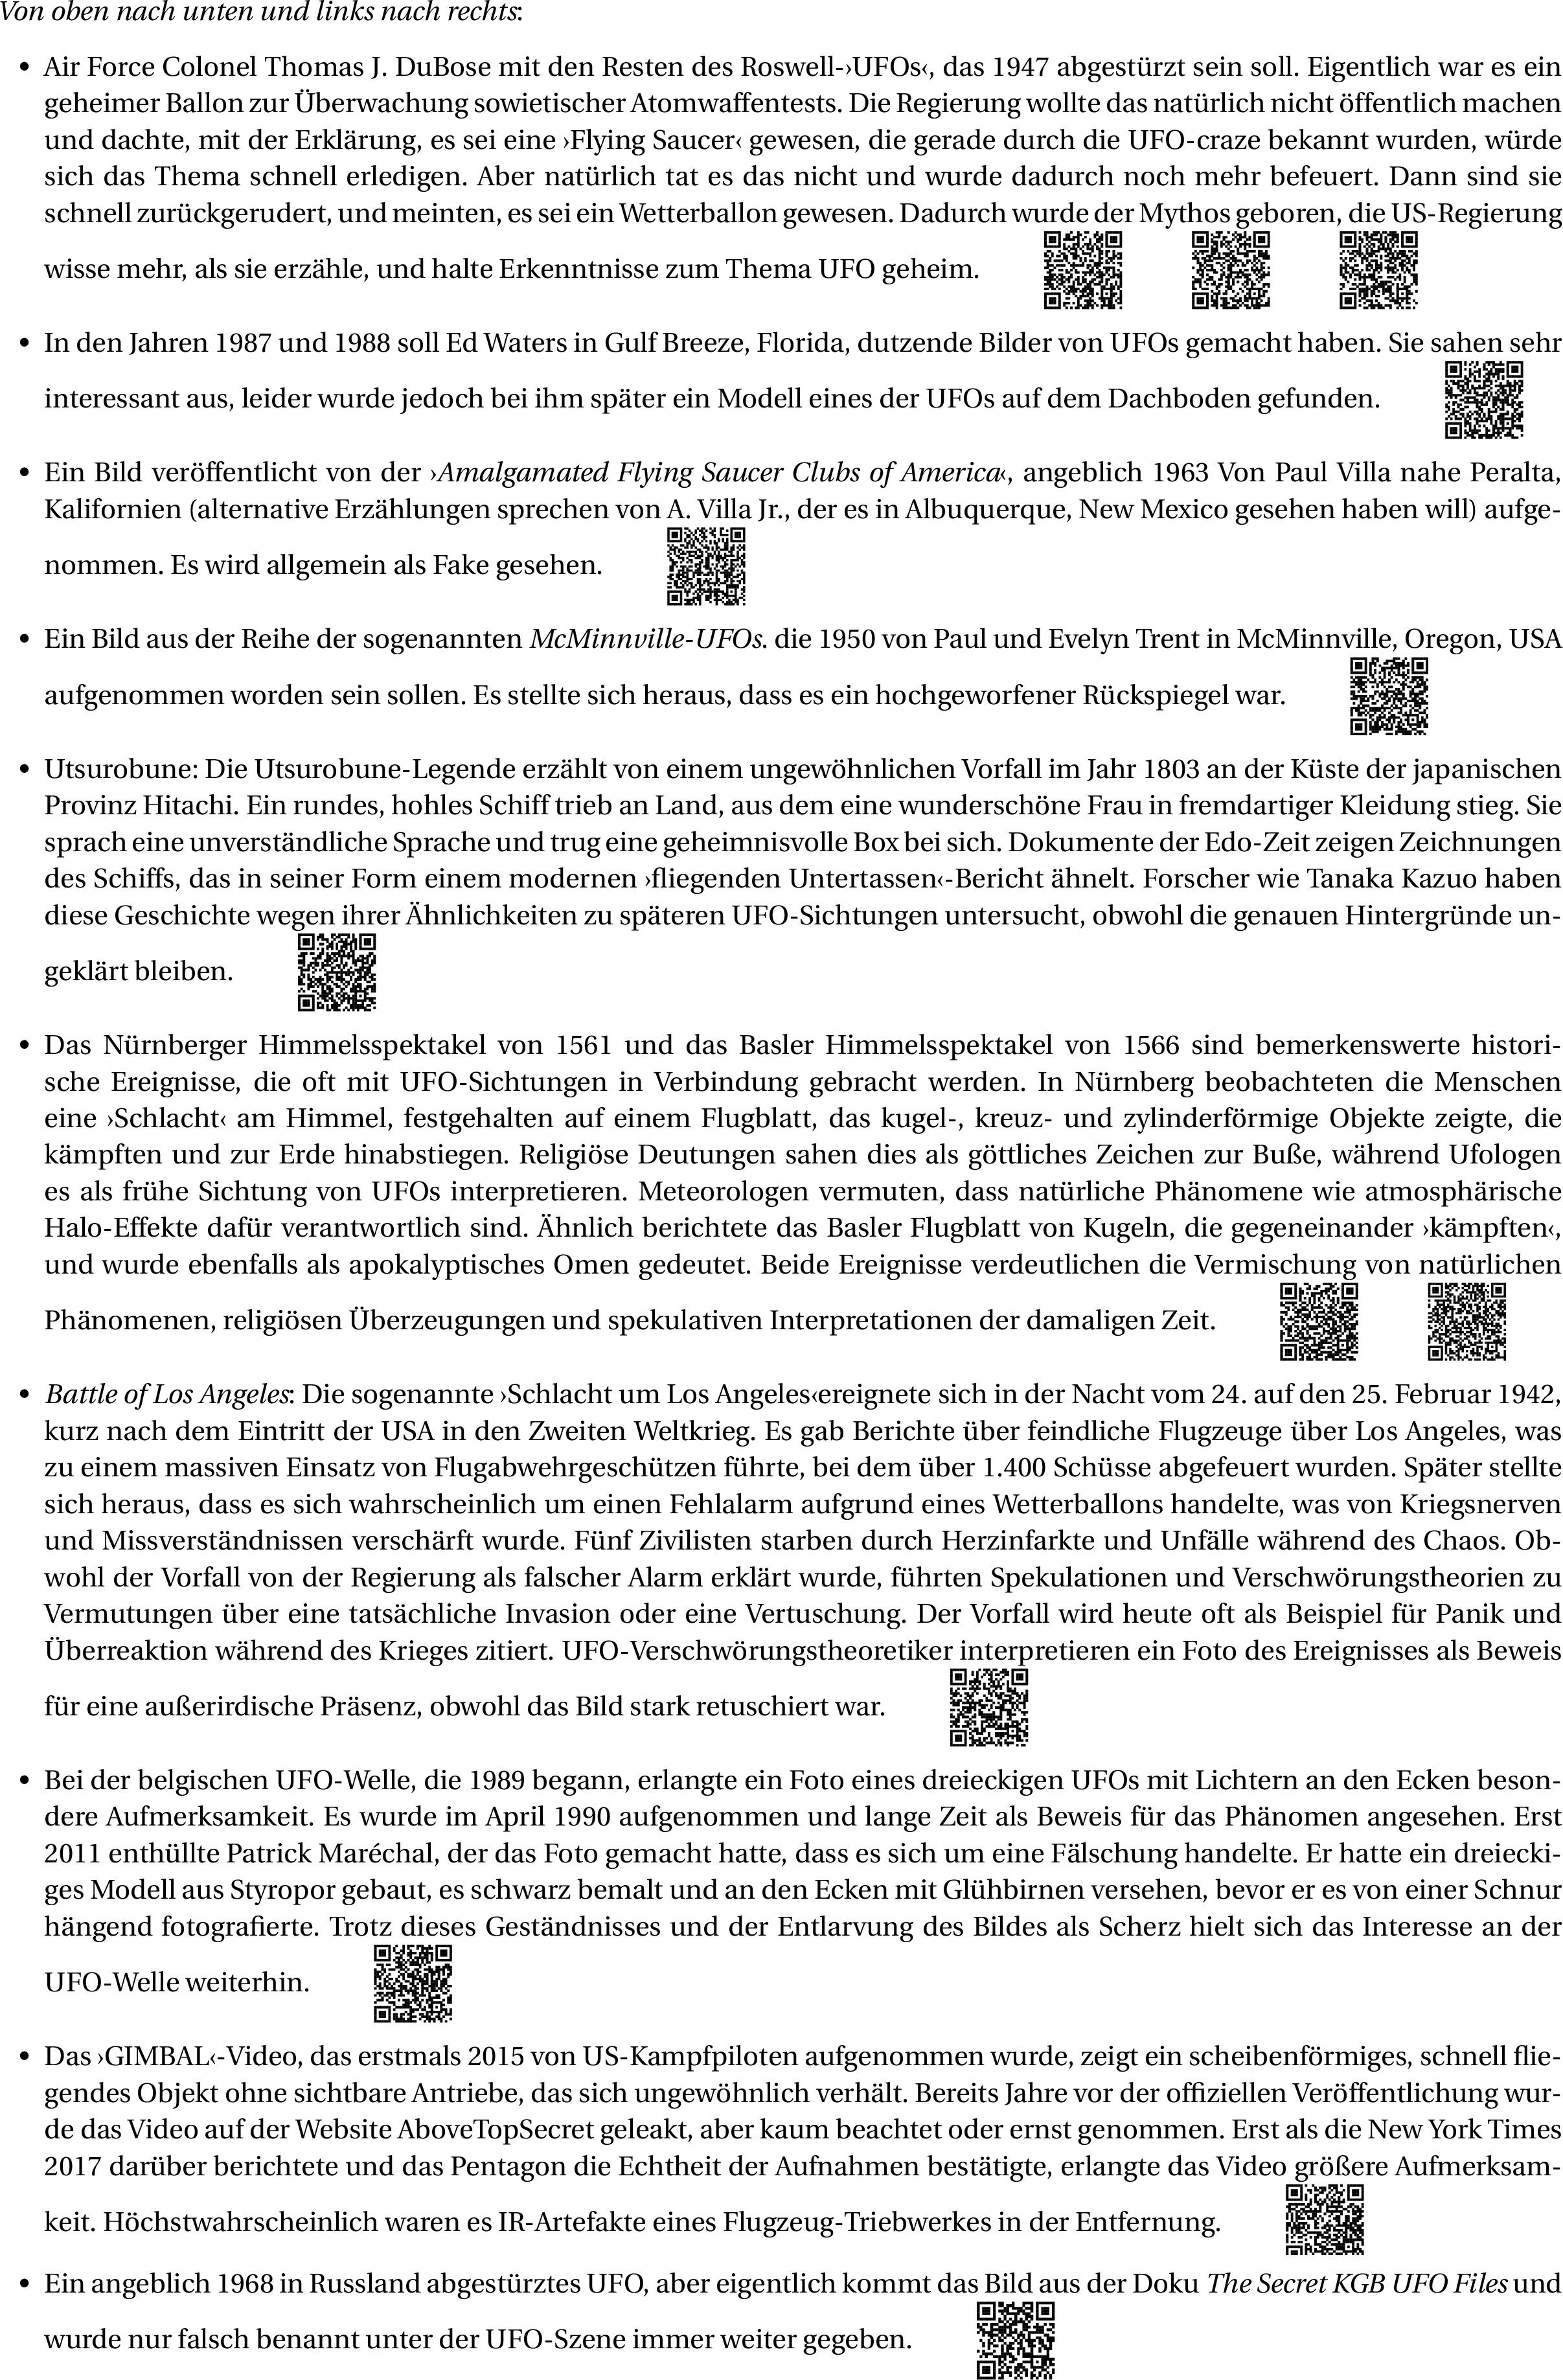 Von oben nach unten und links nach rechts:
• Air Force Colonel Thomas J. DuBose mit den Resten des Roswell-›UFOs‹, das 1947 abgestürzt sein soll. Eigentlich war es ein
geheimer Ballon zur Überwachung sowietischer Atomwaffentests. Die Regierung wollte das natürlich nicht öffentlich machen
und dachte, mit der Erklärung, es sei eine ›Flying Saucer‹ gewesen, die gerade durch die UFO-craze bekannt wurden, würde
sich das Thema schnell erledigen. Aber natürlich tat es das nicht und wurde dadurch noch mehr befeuert. Dann sind sie
schnell zurückgerudert, und meinten, es sei ein Wetterballon gewesen. Dadurch wurde der Mythos geboren, die US-Regierung
wisse mehr, als sie erzähle, und halte Erkenntnisse zum Thema UFO geheim.
• In den Jahren 1987 und 1988 soll Ed Waters in Gulf Breeze, Florida, dutzende Bilder von UFOs gemacht haben. Sie sahen sehr
interessant aus, leider wurde jedoch bei ihm später ein Modell eines der UFOs auf dem Dachboden gefunden.
• Ein Bild veröffentlicht von der ›Amalgamated Flying Saucer Clubs of America‹, angeblich 1963 Von Paul Villa nahe Peralta,
Kalifornien (alternative Erzählungen sprechen von A. Villa Jr., der es in Albuquerque, New Mexico gesehen haben will) aufge-
nommen. Es wird allgemein als Fake gesehen.
• Ein Bild aus der Reihe der sogenannten McMinnville-UFOs. die 1950 von Paul und Evelyn Trent in McMinnville, Oregon, USA
aufgenommen worden sein sollen. Es stellte sich heraus, dass es ein hochgeworfener Rückspiegel war.
• Utsurobune: Die Utsurobune-Legende erzählt von einem ungewöhnlichen Vorfall im Jahr 1803 an der Küste der japanischen
Provinz Hitachi. Ein rundes, hohles Schiff trieb an Land, aus dem eine wunderschöne Frau in fremdartiger Kleidung stieg. Sie
sprach eine unverständliche Sprache und trug eine geheimnisvolle Box bei sich. Dokumente der Edo-Zeit zeigen Zeichnungen
des Schiffs, das in seiner Form einem modernen ›fliegenden Untertassen‹-Bericht ähnelt. Forscher wie Tanaka Kazuo haben
diese Geschichte wegen ihrer Ähnlichkeiten zu späteren UFO-Sichtungen untersucht, obwohl die genauen Hintergründe un-
geklärt bleiben.
• Das Nürnberger Himmelsspektakel von 1561 und das Basler Himmelsspektakel von 1566 sind bemerkenswerte histori-
sche Ereignisse, die oft mit UFO-Sichtungen in Verbindung gebracht werden. In Nürnberg beobachteten die Menschen
eine ›Schlacht‹ am Himmel, festgehalten auf einem Flugblatt, das kugel-, kreuz- und zylinderförmige Objekte zeigte, die
kämpften und zur Erde hinabstiegen. Religiöse Deutungen sahen dies als göttliches Zeichen zur Buße, während Ufologen
es als frühe Sichtung von UFOs interpretieren. Meteorologen vermuten, dass natürliche Phänomene wie atmosphärische
Halo-Effekte dafür verantwortlich sind. Ähnlich berichtete das Basler Flugblatt von Kugeln, die gegeneinander ›kämpften‹,
und wurde ebenfalls als apokalyptisches Omen gedeutet. Beide Ereignisse verdeutlichen die Vermischung von natürlichen
Phänomenen, religiösen Überzeugungen und spekulativen Interpretationen der damaligen Zeit.
• Battle of Los Angeles: Die sogenannte ›Schlacht um Los Angeles‹ereignete sich in der Nacht vom 24. auf den 25. Februar 1942,
kurz nach dem Eintritt der USA in den Zweiten Weltkrieg. Es gab Berichte über feindliche Flugzeuge über Los Angeles, was
zu einem massiven Einsatz von Flugabwehrgeschützen führte, bei dem über 1.400 Schüsse abgefeuert wurden. Später stellte
sich heraus, dass es sich wahrscheinlich um einen Fehlalarm aufgrund eines Wetterballons handelte, was von Kriegsnerven
und Missverständnissen verschärft wurde. Fünf Zivilisten starben durch Herzinfarkte und Unfälle während des Chaos. Ob-
wohl der Vorfall von der Regierung als falscher Alarm erklärt wurde, führten Spekulationen und Verschwörungstheorien zu
Vermutungen über eine tatsächliche Invasion oder eine Vertuschung. Der Vorfall wird heute oft als Beispiel für Panik und
Überreaktion während des Krieges zitiert. UFO-Verschwörungstheoretiker interpretieren ein Foto des Ereignisses als Beweis
für eine außerirdische Präsenz, obwohl das Bild stark retuschiert war.
• Bei der belgischen UFO-Welle, die 1989 begann, erlangte ein Foto eines dreieckigen UFOs mit Lichtern an den Ecken beson-
dere Aufmerksamkeit. Es wurde im April 1990 aufgenommen und lange Zeit als Beweis für das Phänomen angesehen. Erst
2011 enthüllte Patrick Maréchal, der das Foto gemacht hatte, dass es sich um eine Fälschung handelte. Er hatte ein dreiecki-
ges Modell aus Styropor gebaut, es schwarz bemalt und an den Ecken mit Glühbirnen versehen, bevor er es von einer Schnur
hängend fotografierte. Trotz dieses Geständnisses und der Entlarvung des Bildes als Scherz hielt sich das Interesse an der
UFO-Welle weiterhin.
• Das ›GIMBAL‹-Video, das erstmals 2015 von US-Kampfpiloten aufgenommen wurde, zeigt ein scheibenförmiges, schnell flie-
gendes Objekt ohne sichtbare Antriebe, das sich ungewöhnlich verhält. Bereits Jahre vor der offiziellen Veröffentlichung wur-
de das Video auf der Website AboveTopSecret geleakt, aber kaum beachtet oder ernst genommen. Erst als die New York Times
2017 darüber berichtete und das Pentagon die Echtheit der Aufnahmen bestätigte, erlangte das Video größere Aufmerksam-
keit. Höchstwahrscheinlich waren es IR-Artefakte eines Flugzeug-Triebwerkes in der Entfernung.
• Ein angeblich 1968 in Russland abgestürztes UFO, aber eigentlich kommt das Bild aus der Doku The Secret KGB UFO Files und
wurde nur falsch benannt unter der UFO-Szene immer weiter gegeben.